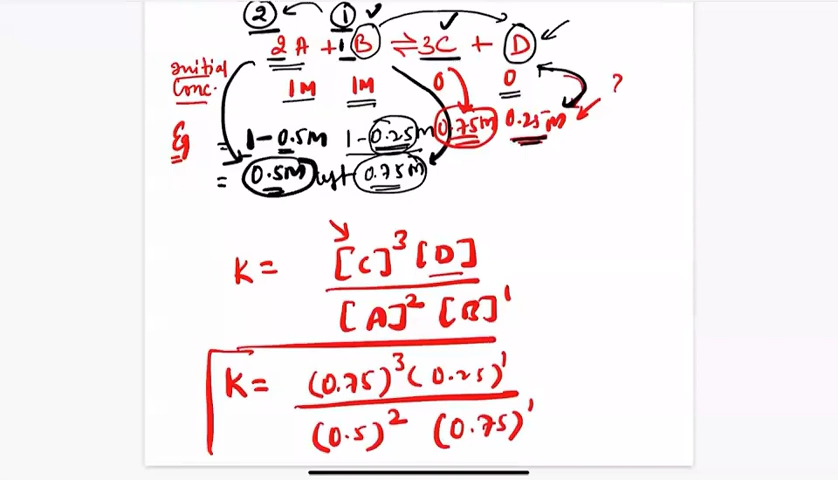 ② ①
2A + 1B ⇌ 3C + D
Initial Conc. 1M 1M 0 0 ?
Eq = 1-0.5M 1-0.25M 0.75M 0.25M
= 0.5M left 0.75M
K = [C]³ [D] / [A]² [B]¹
K = (0.75)³ (0.25)¹ / (0.5)² (0.75)¹